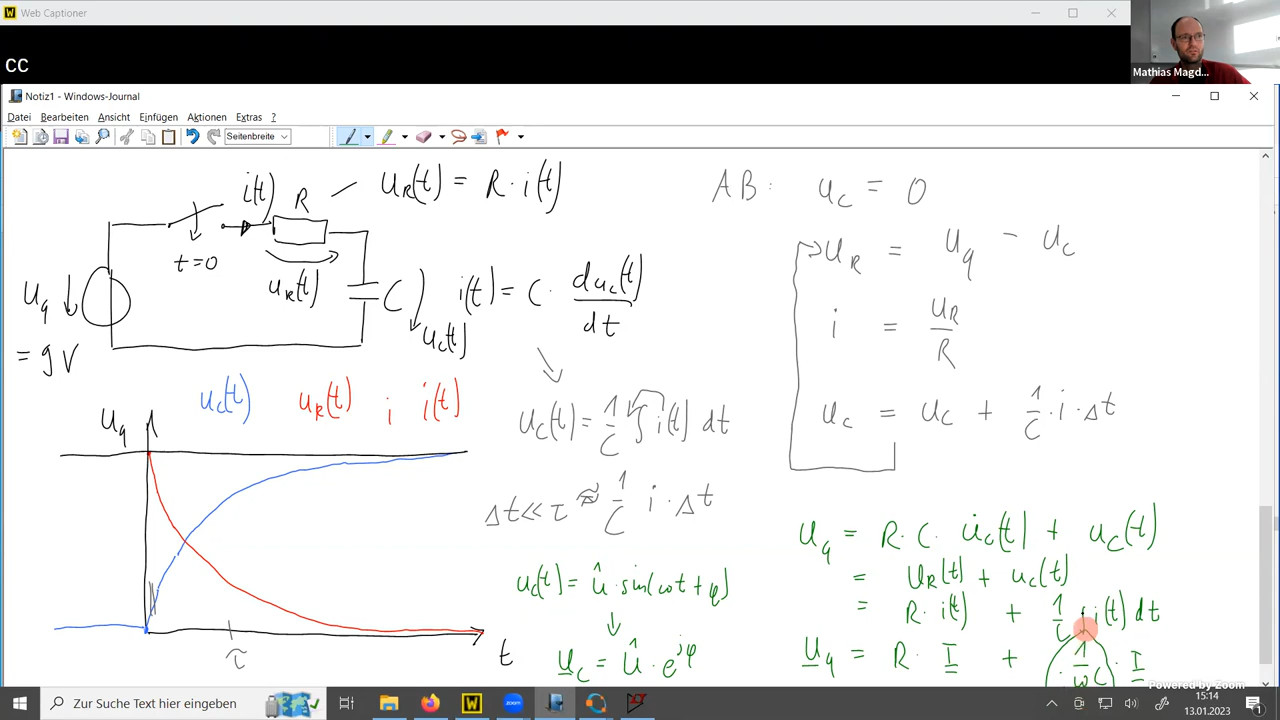 Web Captioner
CC
Mathias Magd...
Notiz1 - Windows-Journal
Datei Bearbeiten Ansicht Einfügen Aktionen Extras ?
Seitenbreite
i(t) R u_R(t) = R · i(t)
t=0
u_R(t)
U_q
= 9V
C
u_C(t)
i(t) = C · du_C(t)/dt
u_C(t) u_R(t) i i(t)
U_q
τ
t
u_C(t) = 1/C ∫ i(t) dt
Δt << τ ≈ 1/C i · Δt
u_C(t) = û · sin(ωt + φ)
↓
U_C = û · e^jφ
AB: u_C = 0
u_R = U_q - u_C
i = u_R/R
u_C = u_C + 1/C · i · Δt
U_q = R · C · u̇_C(t) + u_C(t)
= u_R(t) + u_C(t)
= R · i(t) + 1/C ∫ i(t) dt
U_q = R · I + 1/jωC · I
Powered by Zoom
Zur Suche Text hier eingeben
15:14
13.01.2023